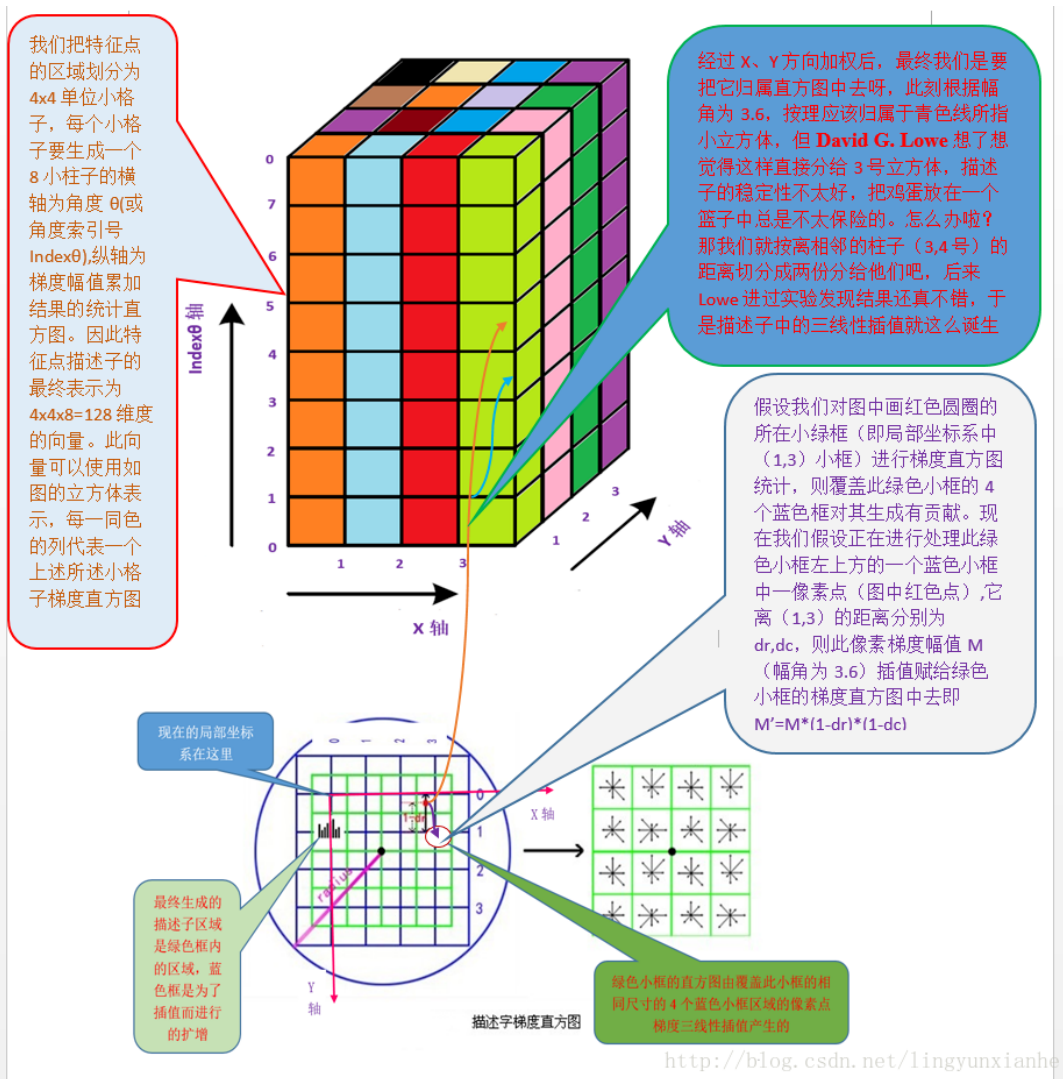 我们把特征点
的区域划分为
4x4 单位小格
子，每个小格
子要生成一个
8 小柱子的横
轴为角度 θ(或
角度索引号
Indexθ),纵轴为
梯度幅值累加
结果的统计直
方图。因此特
征点描述子的
最终表示为
4x4x8=128 维度
的向量。此向
量可以使用如
图的立方体表
示，每一同色
的列代表一个
上述所述小格
子梯度直方图
经过 X、Y 方向加权后，最终我们是要
把它归属直方图中去呀，此刻根据幅
角为 3.6，按理应该归属于青色线所指
小立方体，但 David G. Lowe 想了想
觉得这样直接分给 3 号立方体，描述
子的稳定性不太好，把鸡蛋放在一个
篮子中总是不太保险的。怎么办啦？
那我们就按离相邻的柱子（3,4 号）的
距离切分成两份分给他们吧，后来
Lowe 进过实验发现结果还真不错，于
是描述子中的三线性插值就这么诞生
0
7
6
5
4
3
2
1
0
Indexθ 轴
1
2
3
X 轴
1
2
3
Y 轴
假设我们对图中画红色圆圈的
所在小绿框（即局部坐标系中
（1,3）小框）进行梯度直方图
统计，则覆盖此绿色小框的 4
个蓝色框对其生成有贡献。现
在我们假设正在进行处理此绿
色小框左上方的一个蓝色小框
中一像素点（图中红色点）,它
离（1,3）的距离分别为
dr,dc，则此像素梯度幅值 M
（幅角为 3.6）插值赋给绿色
小框的梯度直方图中去即
M’=M*(1-dr)*(1-dc)
现在的局部坐标
系在这里
0
1
2
3
0
1
2
3
1-dr
X 轴
radius
Y
轴
最终生成的
描述子区域
是绿色框内
的区域，蓝
色框是为了
插值而进行
的扩增
绿色小框的直方图由覆盖此小框的相
同尺寸的 4 个蓝色小框区域的像素点
梯度三线性插值产生的
描述字梯度直方图
http://blog.csdn.net/lingyunxianhe